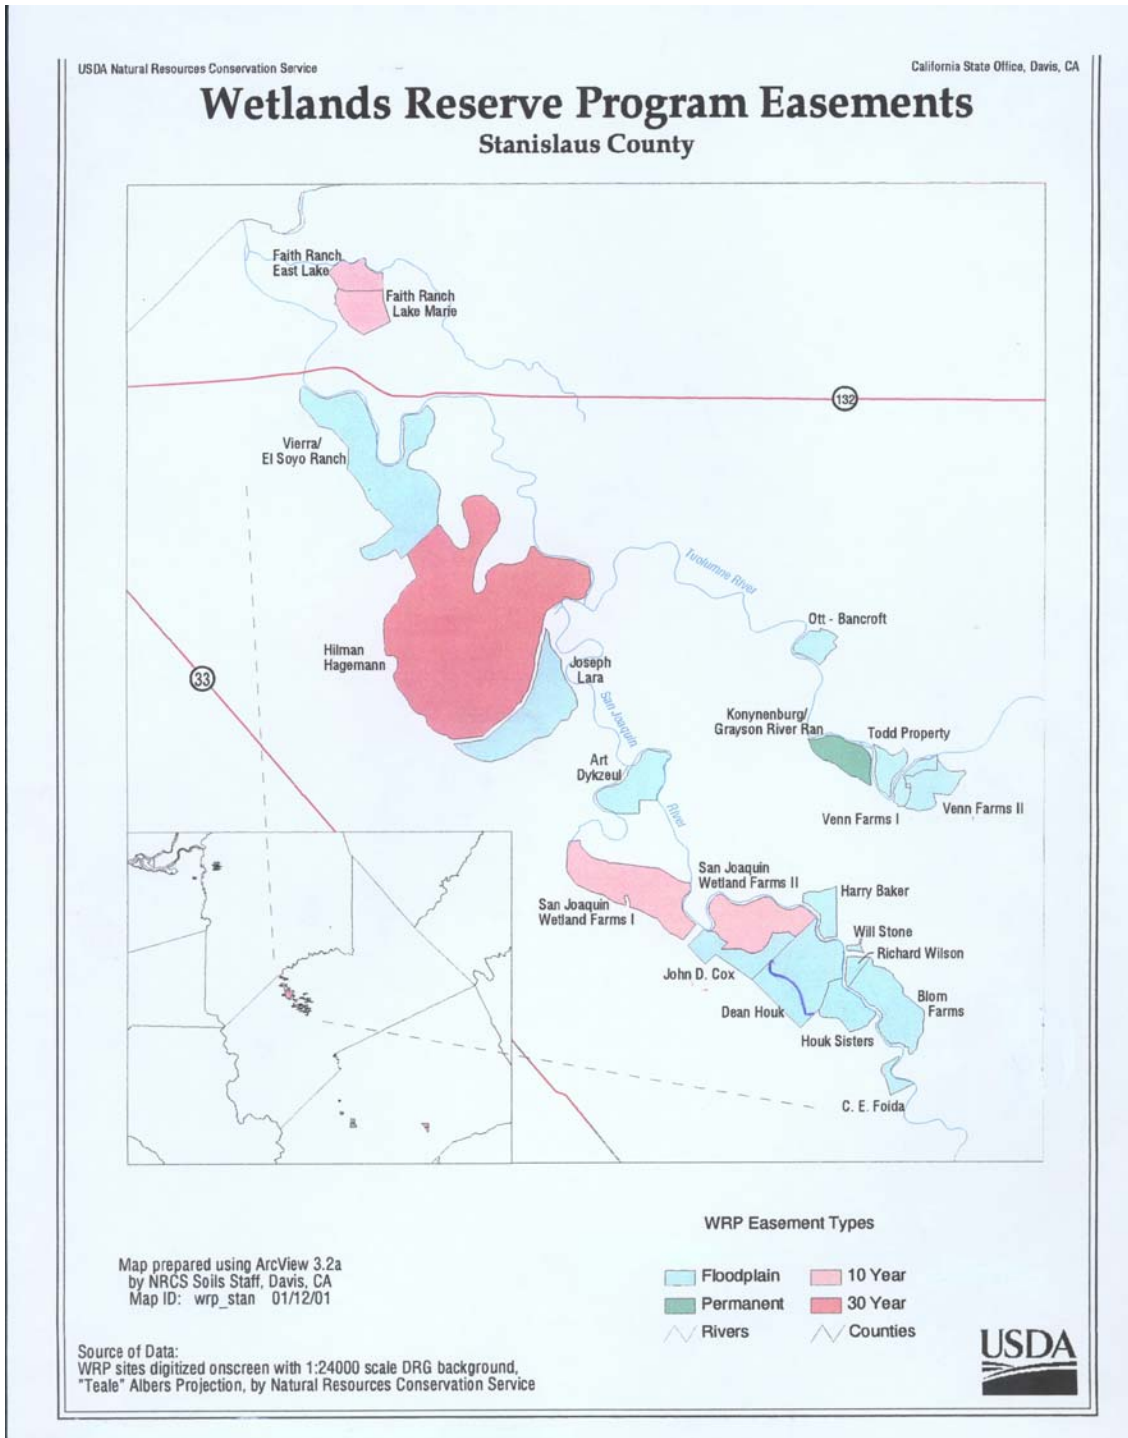 USDA Natural Resources Conservation Service
California State Office, Davis, CA
Wetlands Reserve Program Easements
Stanislaus County
Faith Ranch
East Lake
Faith Ranch
Lake Marie
132
Vierra/
El Soyo Ranch
Tuolumne River
Ott - Bancroft
Hilman
Hagemann
Joseph
Lara
33
San Joaquin
River
Konynenburg/
Grayson River Ran
Todd Property
Art
Dykzeul
Venn Farms I
Venn Farms II
San Joaquin
Wetland Farms II
San Joaquin
Wetland Farms I
Harry Baker
Will Stone
Richard Wilson
John D. Cox
Blom
Farms
Dean Houk
Houk Sisters
C. E. Foida
WRP Easement Types
Floodplain
10 Year
Permanent
30 Year
Rivers
Counties
Map prepared using ArcView 3.2a
by NRCS Soils Staff, Davis, CA
Map ID: wrp_stan 01/12/01
Source of Data:
WRP sites digitized onscreen with 1:24000 scale DRG background,
"Teale" Albers Projection, by Natural Resources Conservation Service
USDA